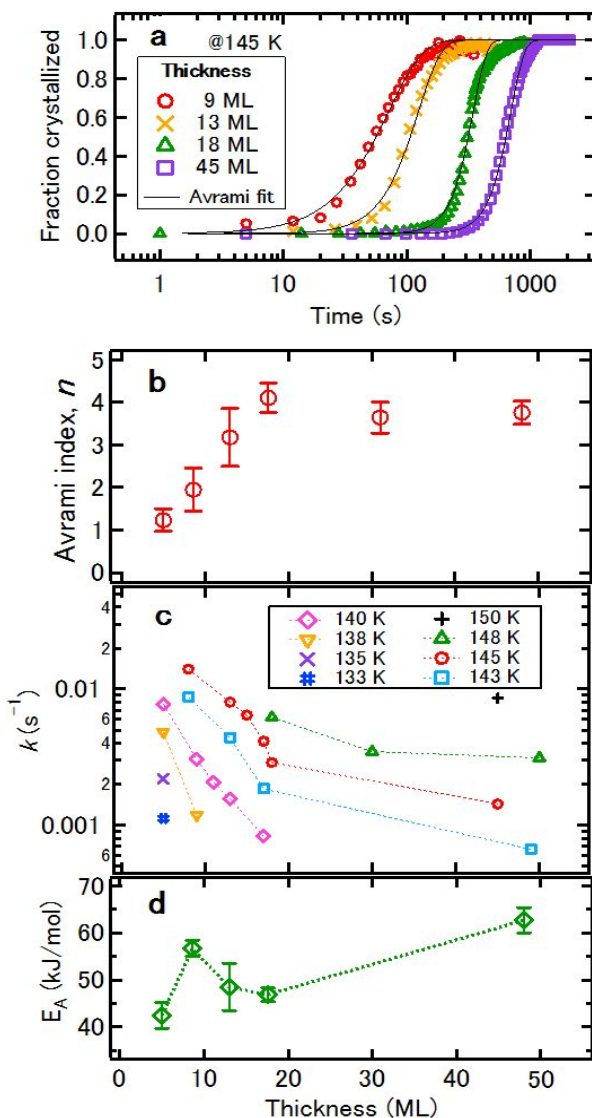 a
@145 K
Thickness
9 ML
13 ML
18 ML
45 ML
Avrami fit
Fraction crystallized
1.0
0.8
0.6
0.4
0.2
0.0
1
10
100
1000
Time (s)
b
Avrami index, n
5
4
3
2
1
0
c
140 K
138 K
135 K
133 K
150 K
148 K
145 K
143 K
k (s⁻¹)
4
2
0.01
6
4
2
0.001
6
d
E_A (kJ/mol)
70
60
50
40
0
10
20
30
40
50
Thickness (ML)